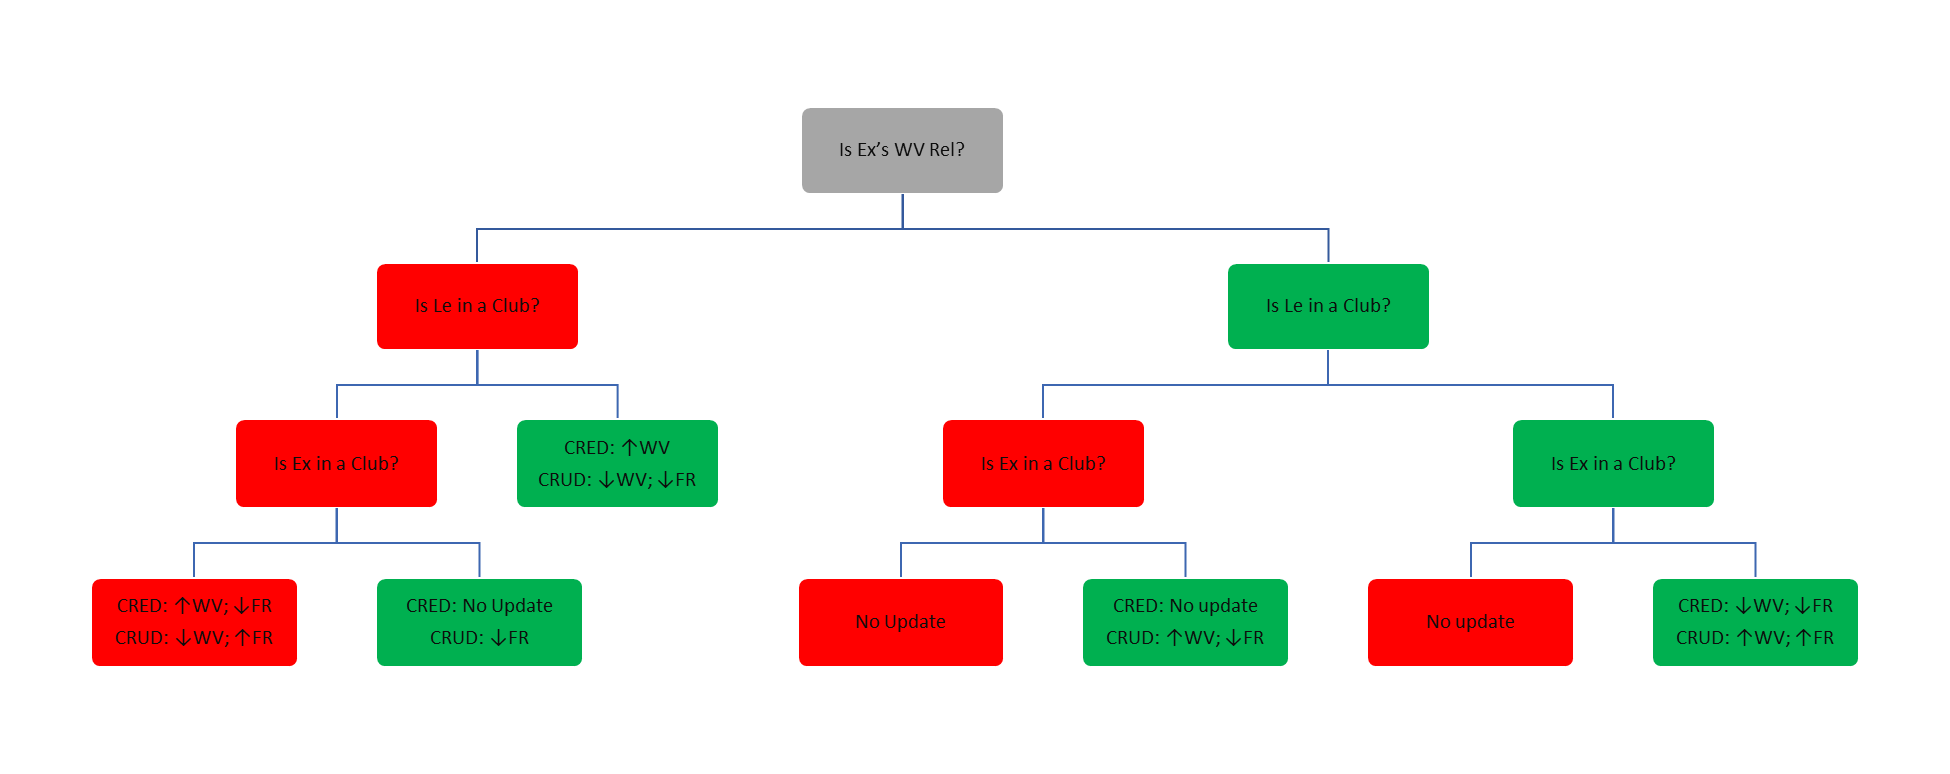 Is Ex’s WV Rel?
Is Le in a Club?
Is Le in a Club?
Is Ex in a Club?
CRED: ↑WV
CRUD: ↓WV; ↓FR
Is Ex in a Club?
Is Ex in a Club?
CRED: ↑WV; ↓FR
CRUD: ↓WV; ↑FR
CRED: No Update
CRUD: ↓FR
No Update
CRED: No update
CRUD: ↑WV; ↓FR
No update
CRED: ↓WV; ↓FR
CRUD: ↑WV; ↑FR